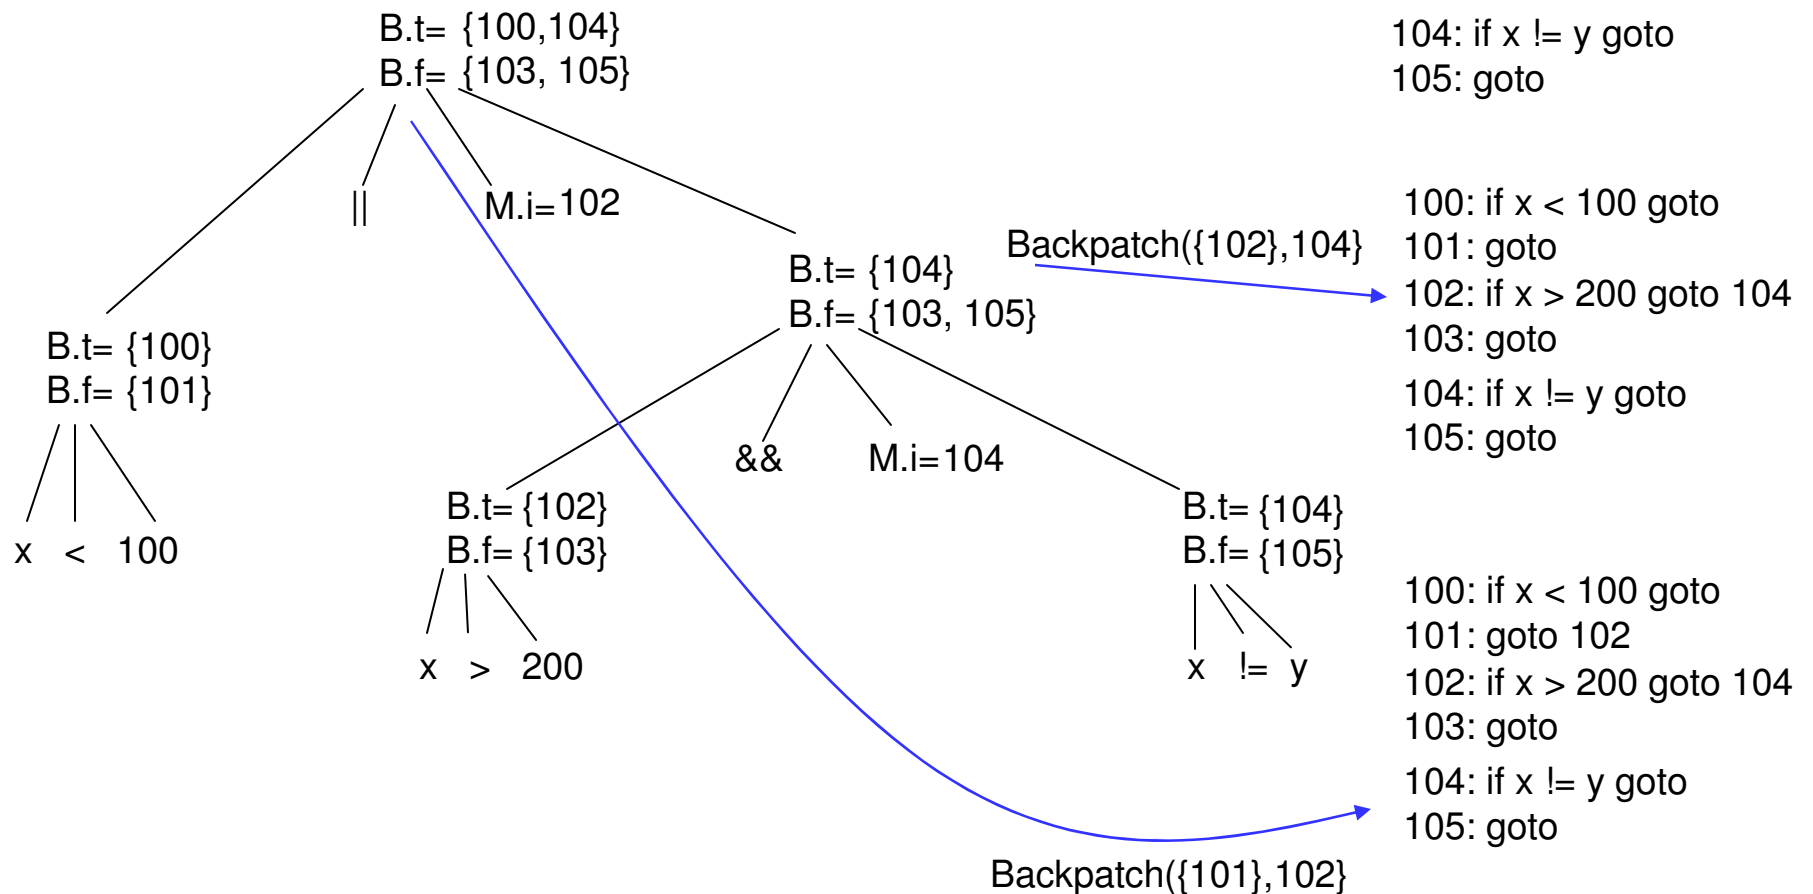 B.t= {100,104}
B.f= {103, 105}
104: if x != y goto
105: goto
|| M.i=102
100: if x < 100 goto
101: goto
102: if x > 200 goto 104
103: goto
104: if x != y goto
105: goto
Backpatch({102},104}
B.t= {104}
B.f= {103, 105}
B.t= {100}
B.f= {101}
&& M.i=104
x < 100
B.t= {102}
B.f= {103}
B.t= {104}
B.f= {105}
x > 200
x != y
100: if x < 100 goto
101: goto 102
102: if x > 200 goto 104
103: goto
104: if x != y goto
105: goto
Backpatch({101},102}